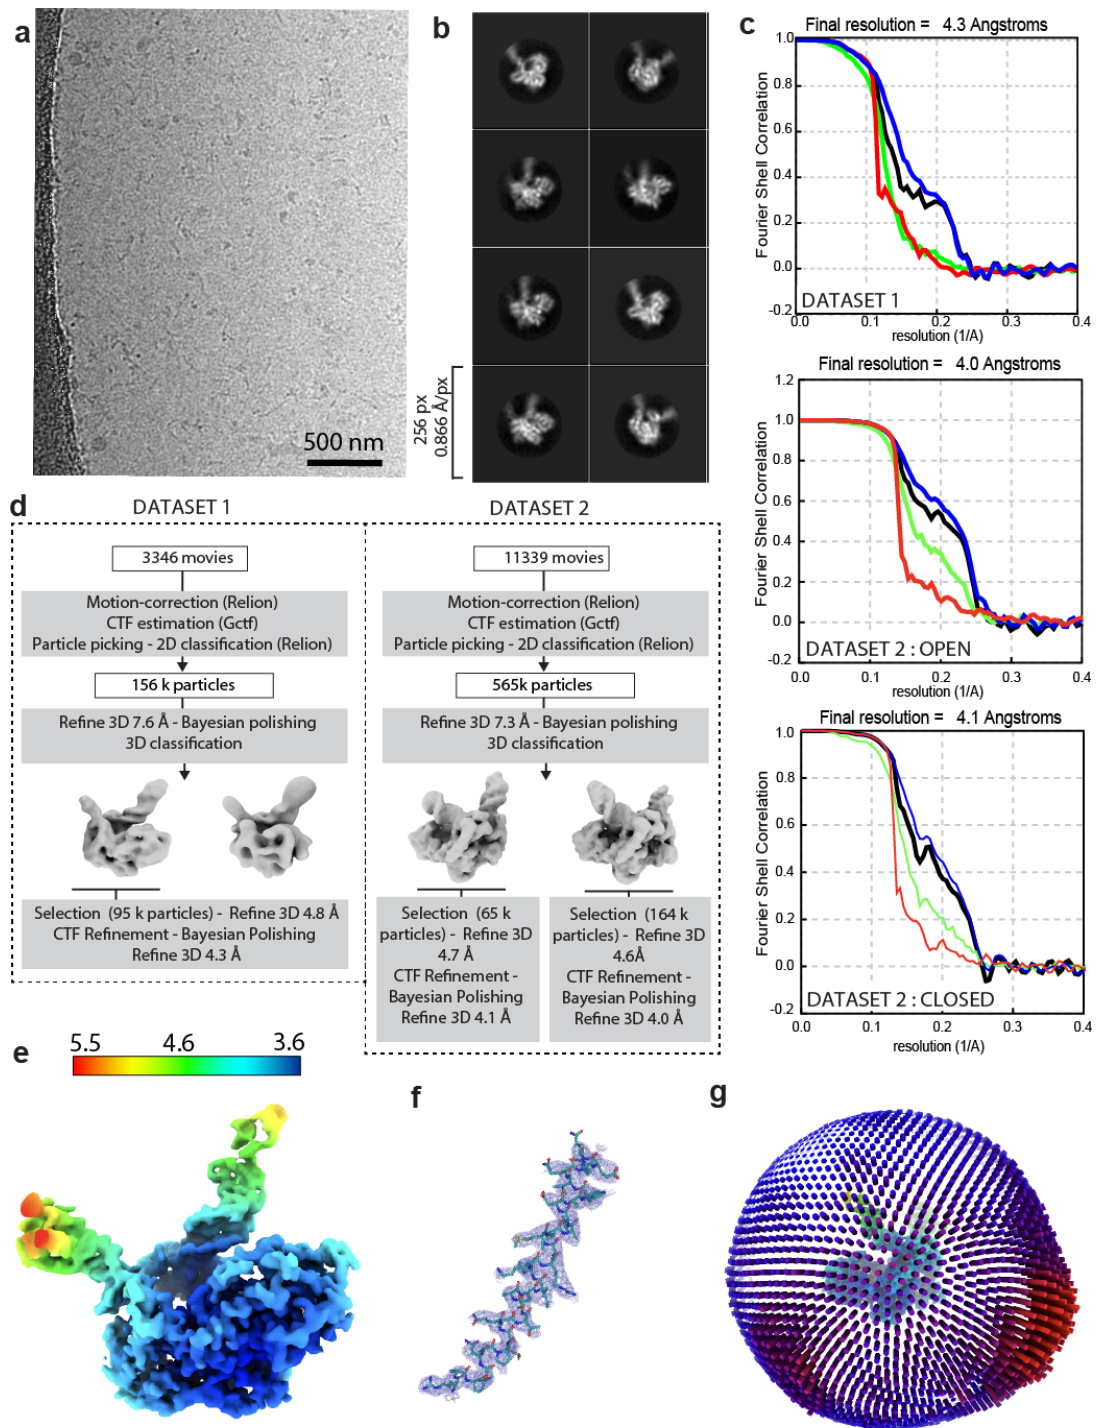 a
500 nm
b
256 px
0.866 Å/px
c
Final resolution = 4.3 Angstroms
Fourier Shell Correlation
1.0
0.8
0.6
0.4
0.2
0.0
-0.2
DATASET 1
0.0 0.1 0.2 0.3 0.4
resolution (1/A)
Final resolution = 4.0 Angstroms
Fourier Shell Correlation
1.2
1.0
0.8
0.6
0.4
0.2
0.0
-0.2
DATASET 2 : OPEN
0.0 0.1 0.2 0.3 0.4
resolution (1/A)
Final resolution = 4.1 Angstroms
Fourier Shell Correlation
1.0
0.8
0.6
0.4
0.2
0.0
-0.2
DATASET 2 : CLOSED
0.0 0.1 0.2 0.3 0.4
resolution (1/A)
d
DATASET 1
3346 movies
Motion-correction (Relion)
CTF estimation (Gctf)
Particle picking - 2D classification (Relion)
156 k particles
Refine 3D 7.6 Å - Bayesian polishing
3D classification
Selection (95 k particles) - Refine 3D 4.8 Å
CTF Refinement - Bayesian Polishing
Refine 3D 4.3 Å
DATASET 2
11339 movies
Motion-correction (Relion)
CTF estimation (Gctf)
Particle picking - 2D classification (Relion)
565k particles
Refine 3D 7.3 Å - Bayesian polishing
3D classification
Selection (65 k
particles) - Refine 3D
4.7 Å
CTF Refinement -
Bayesian Polishing
Refine 3D 4.1 Å
Selection (164 k
particles) - Refine 3D
4.6Å
CTF Refinement -
Bayesian Polishing
Refine 3D 4.0 Å
e
5.5 4.6 3.6
f
g